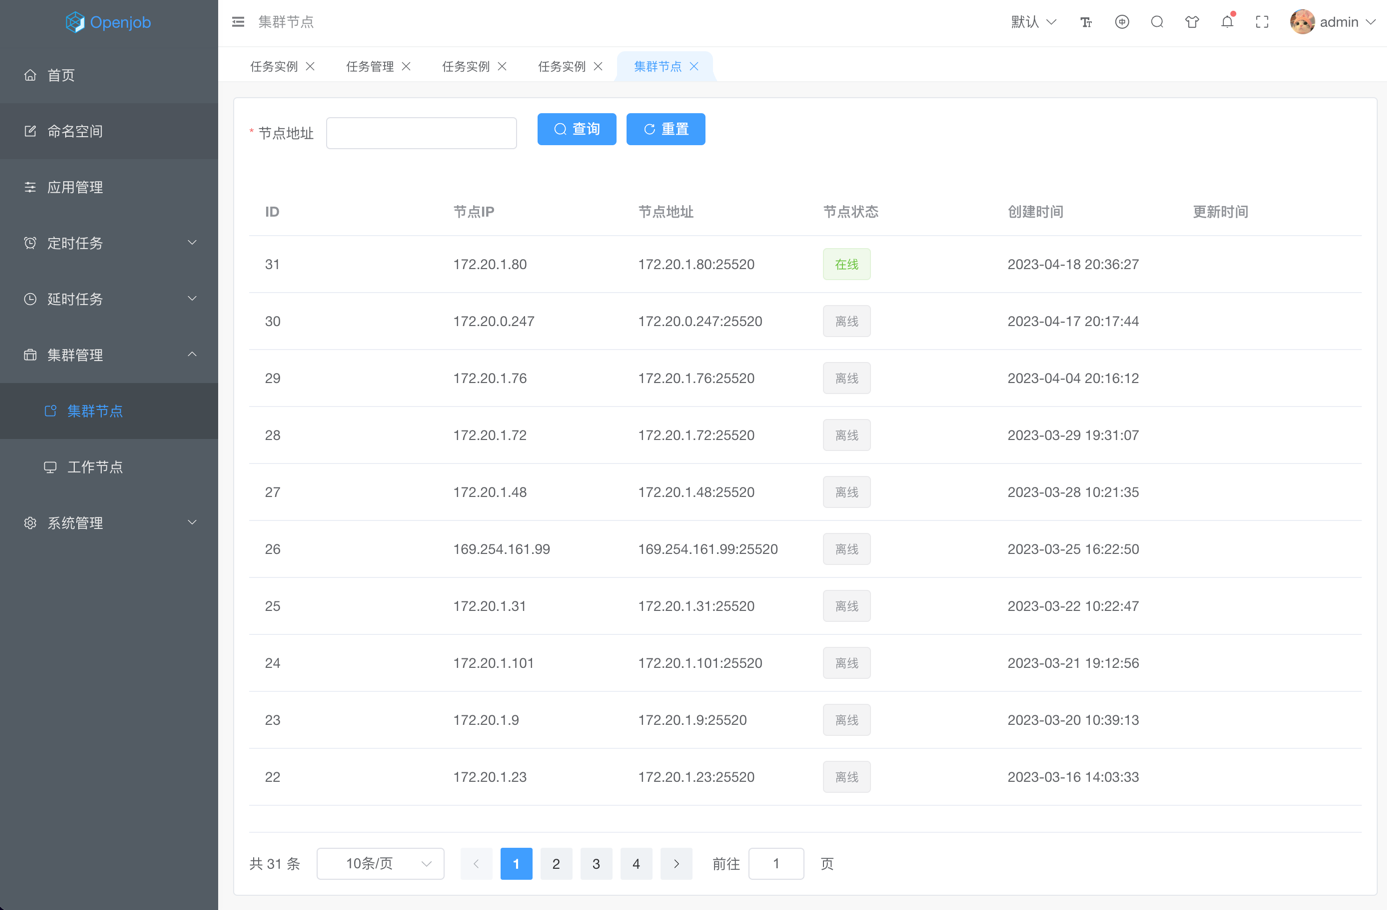 Openjob
首页
命名空间
应用管理
定时任务
延时任务
集群管理
集群节点
工作节点
系统管理
集群节点
默认
admin
任务实例
任务管理
任务实例
任务实例
集群节点
* 节点地址
查询
重置
ID 节点IP 节点地址 节点状态 创建时间 更新时间
31 172.20.1.80 172.20.1.80:25520 在线 2023-04-18 20:36:27
30 172.20.0.247 172.20.0.247:25520 离线 2023-04-17 20:17:44
29 172.20.1.76 172.20.1.76:25520 离线 2023-04-04 20:16:12
28 172.20.1.72 172.20.1.72:25520 离线 2023-03-29 19:31:07
27 172.20.1.48 172.20.1.48:25520 离线 2023-03-28 10:21:35
26 169.254.161.99 169.254.161.99:25520 离线 2023-03-25 16:22:50
25 172.20.1.31 172.20.1.31:25520 离线 2023-03-22 10:22:47
24 172.20.1.101 172.20.1.101:25520 离线 2023-03-21 19:12:56
23 172.20.1.9 172.20.1.9:25520 离线 2023-03-20 10:39:13
22 172.20.1.23 172.20.1.23:25520 离线 2023-03-16 14:03:33
共 31 条 10条/页 1 2 3 4 前往 1 页